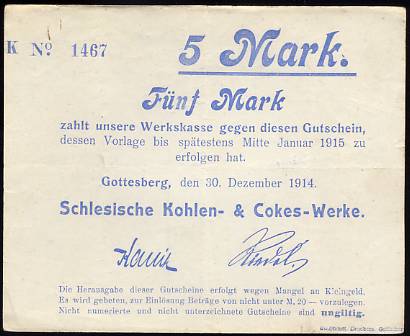 K No 1467
5 Mark.
Fünf Mark
zahlt unsere Werkskasse gegen diesen Gutschein,
dessen Vorlage bis spätestens Mitte Januar 1915 zu
erfolgen hat.
Gottesberg, den 30. Dezember 1914.
Schlesische Kohlen- & Cokes-Werke.
Die Herausgabe dieser Gutscheine erfolgt wegen Mangel an Kleingeld.
Es wird gebeten, zur Einlösung Beträge von nicht unter M. 20 — vorzulegen.
Nicht numerierte und nicht unterzeichnete Gutscheine sind ungiltig.